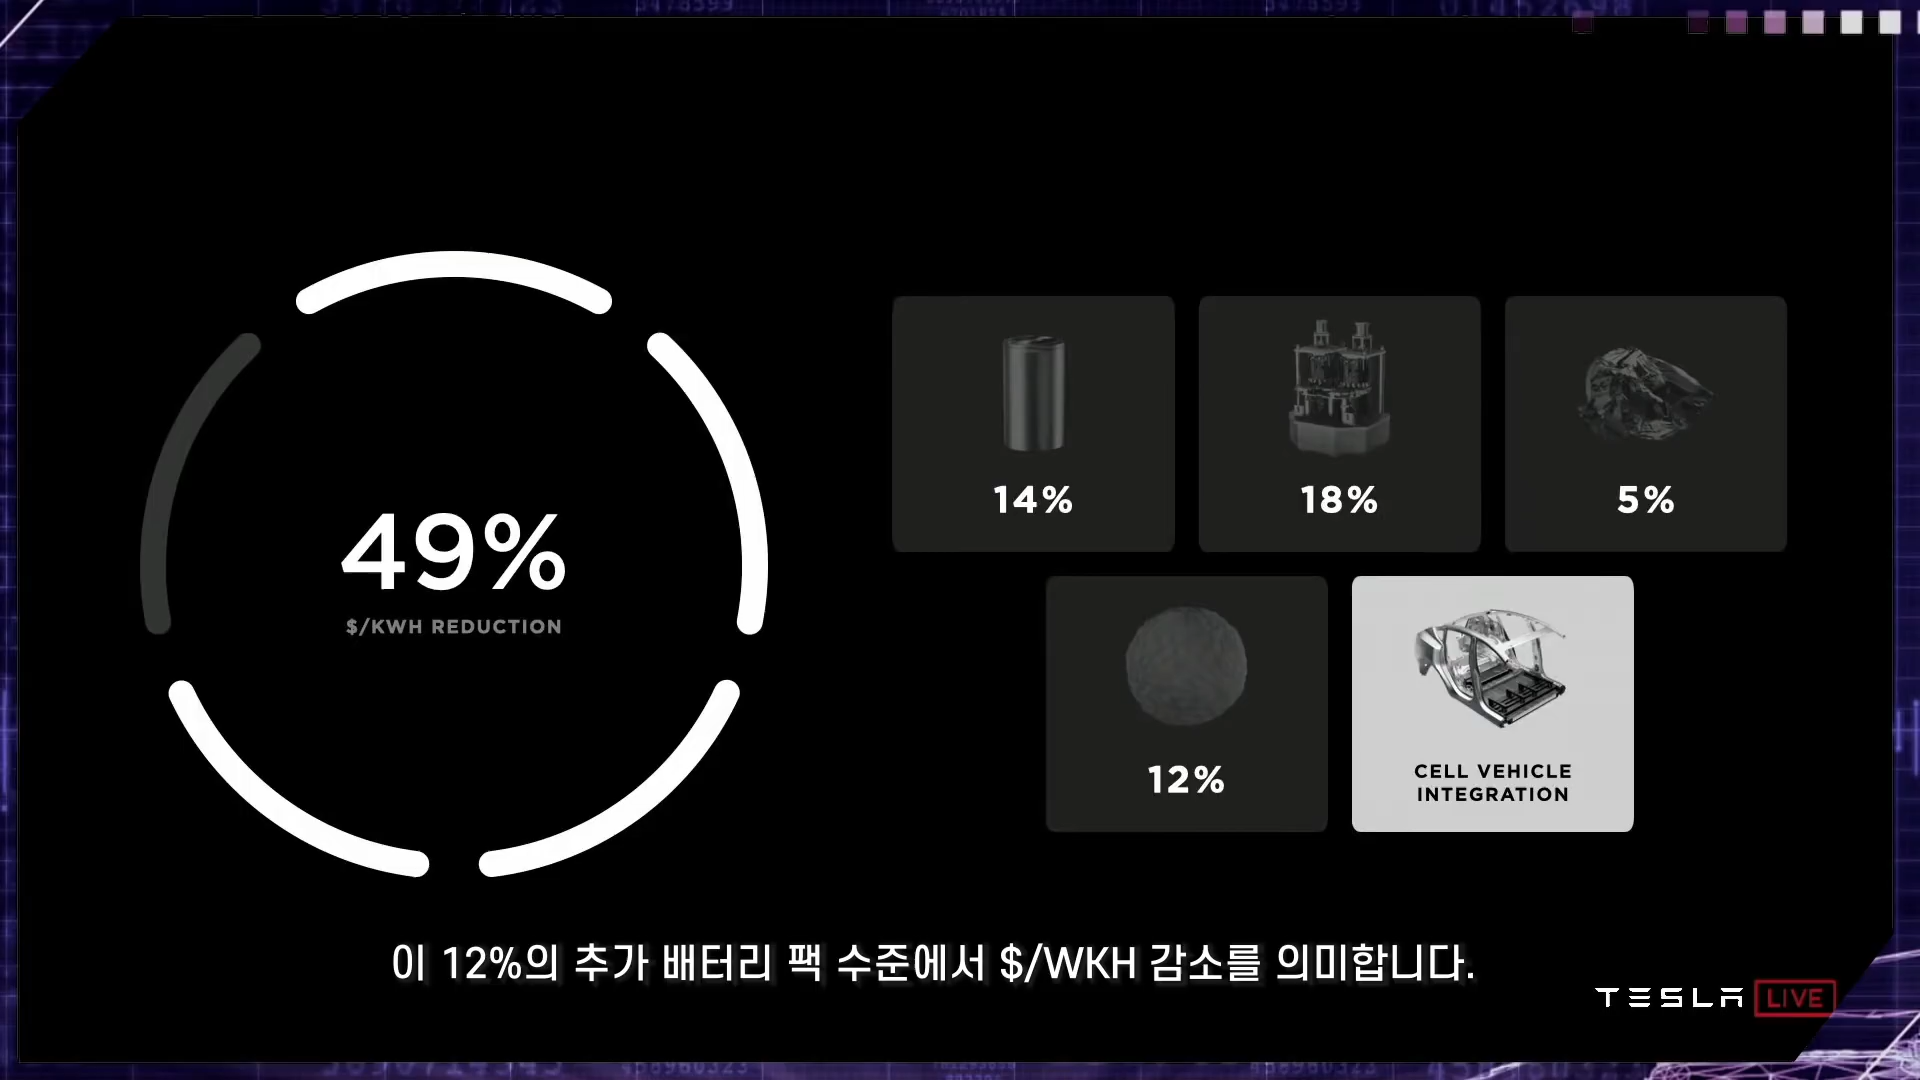 49%
$/KWH REDUCTION
14%
18%
5%
12%
CELL VEHICLE
INTEGRATION
이 12%의 추가 배터리 팩 수준에서 $/WKH 감소를 의미합니다.
TESLA LIVE